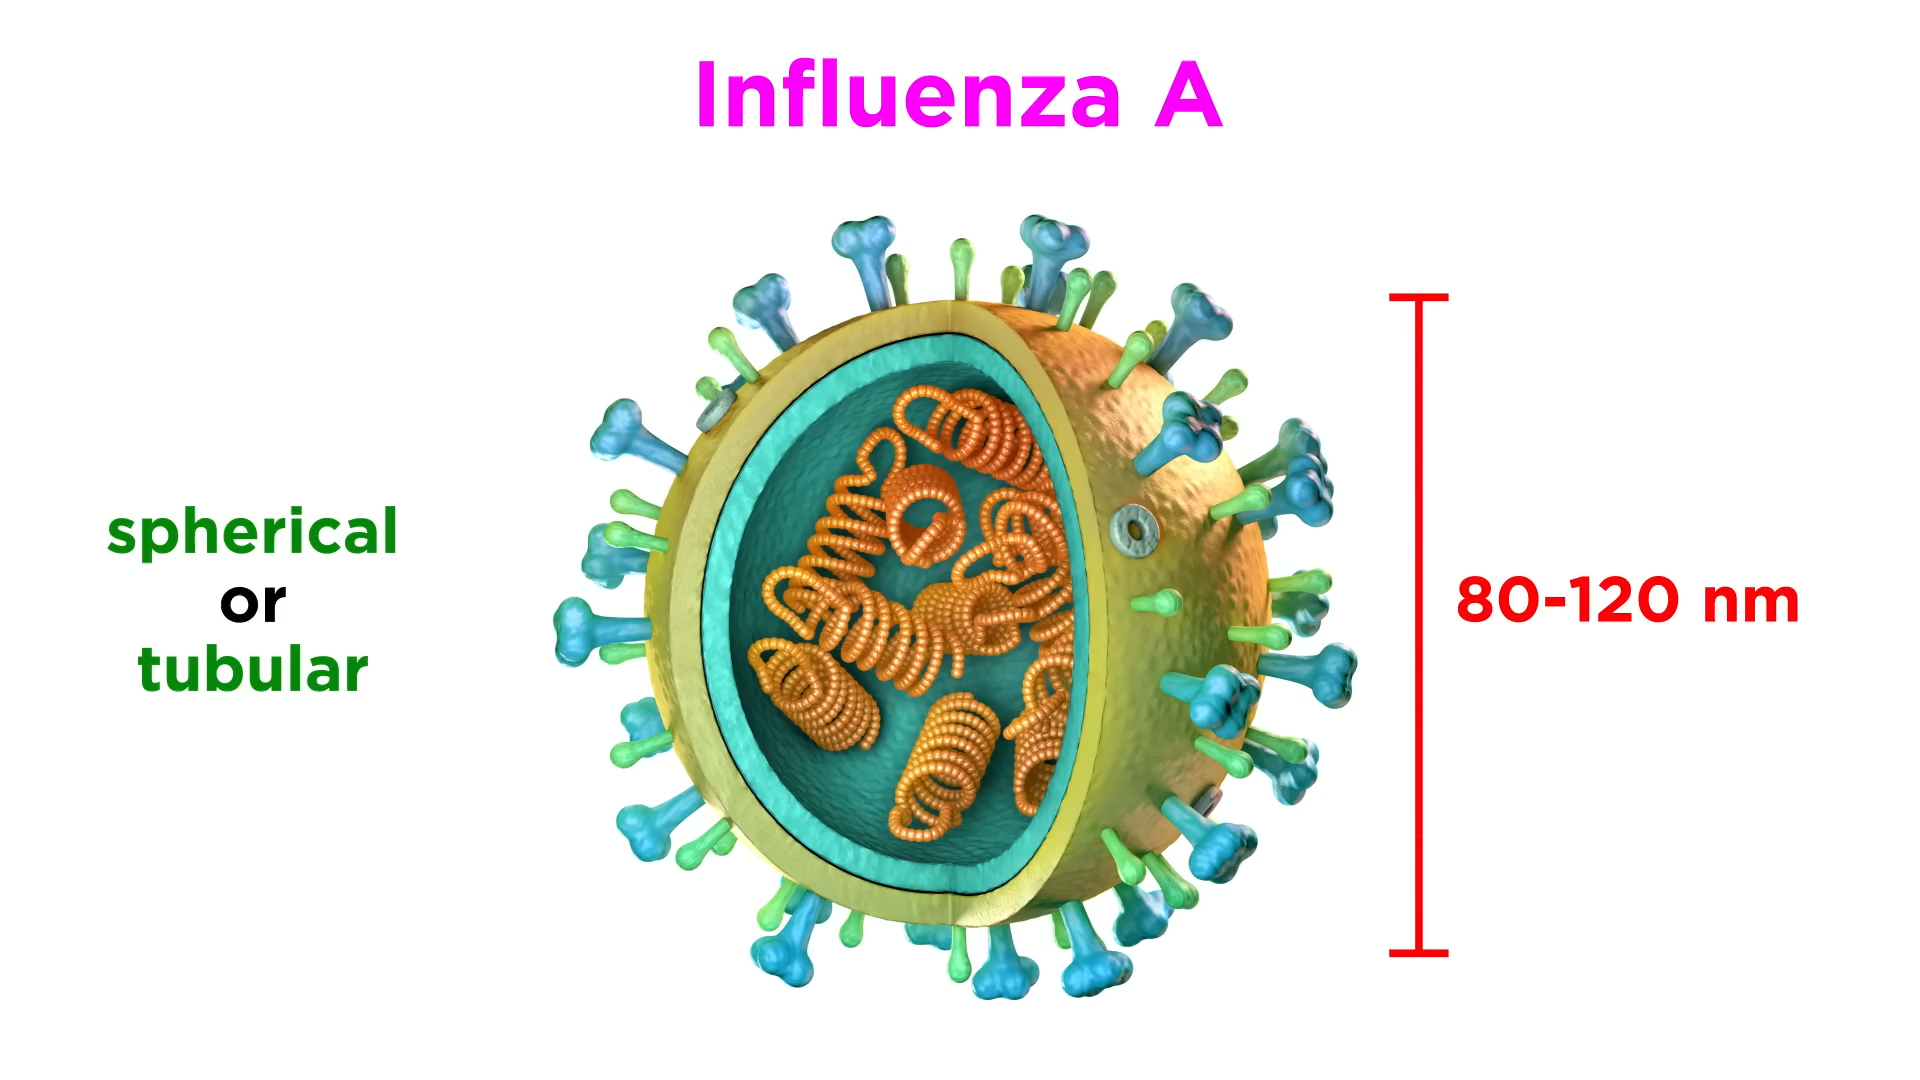 Influenza A
spherical
or
tubular
80-120 nm